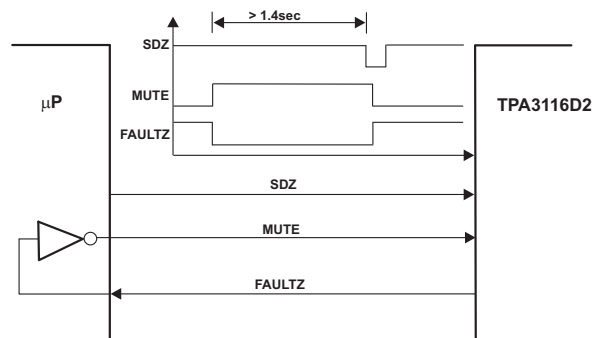 > 1.4sec
SDZ
MUTE
FAULTZ
μP
TPA3116D2
SDZ
MUTE
FAULTZ